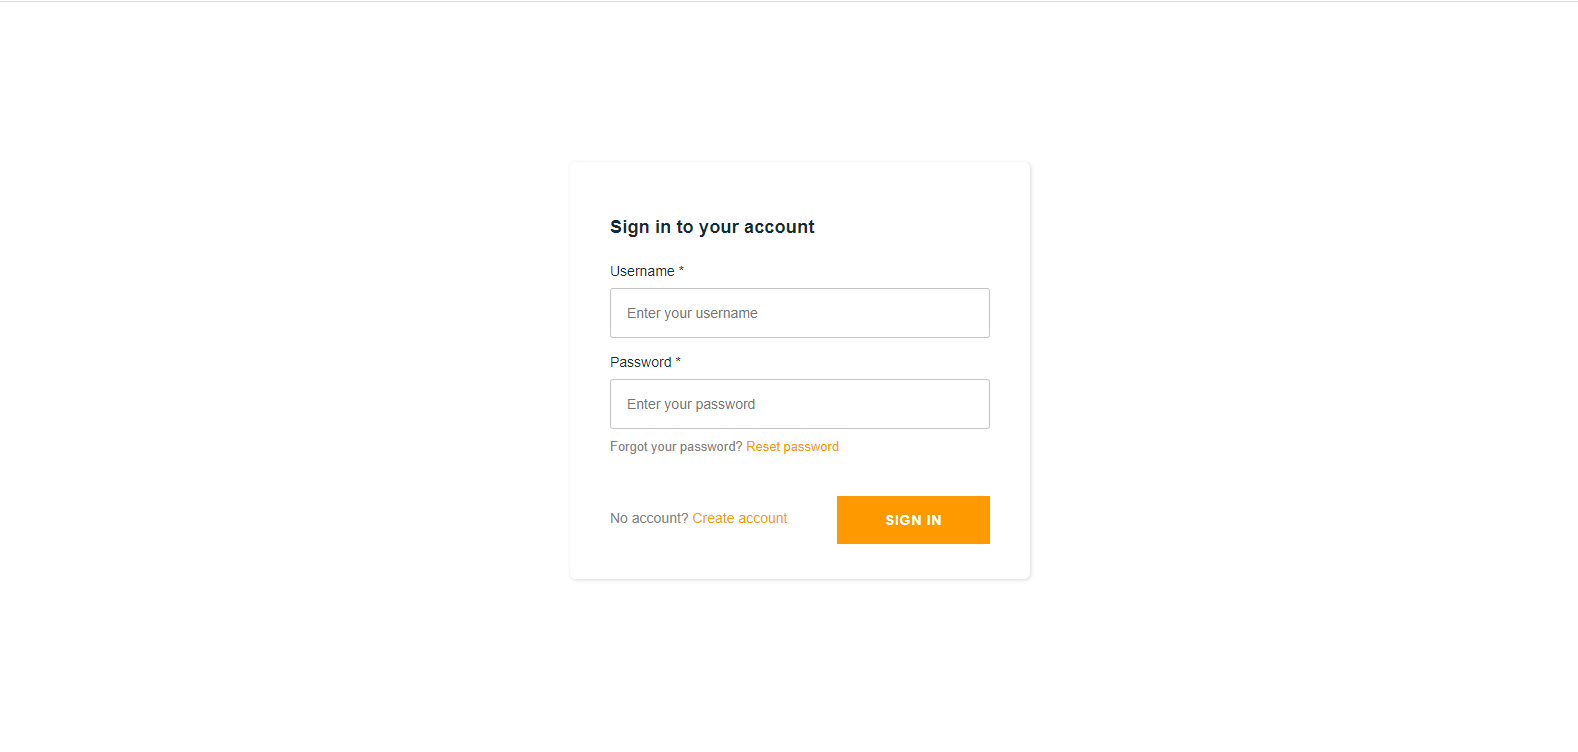 Sign in to your account
Username *
Enter your username
Password *
Enter your password
Forgot your password? Reset password
No account? Create account
SIGN IN